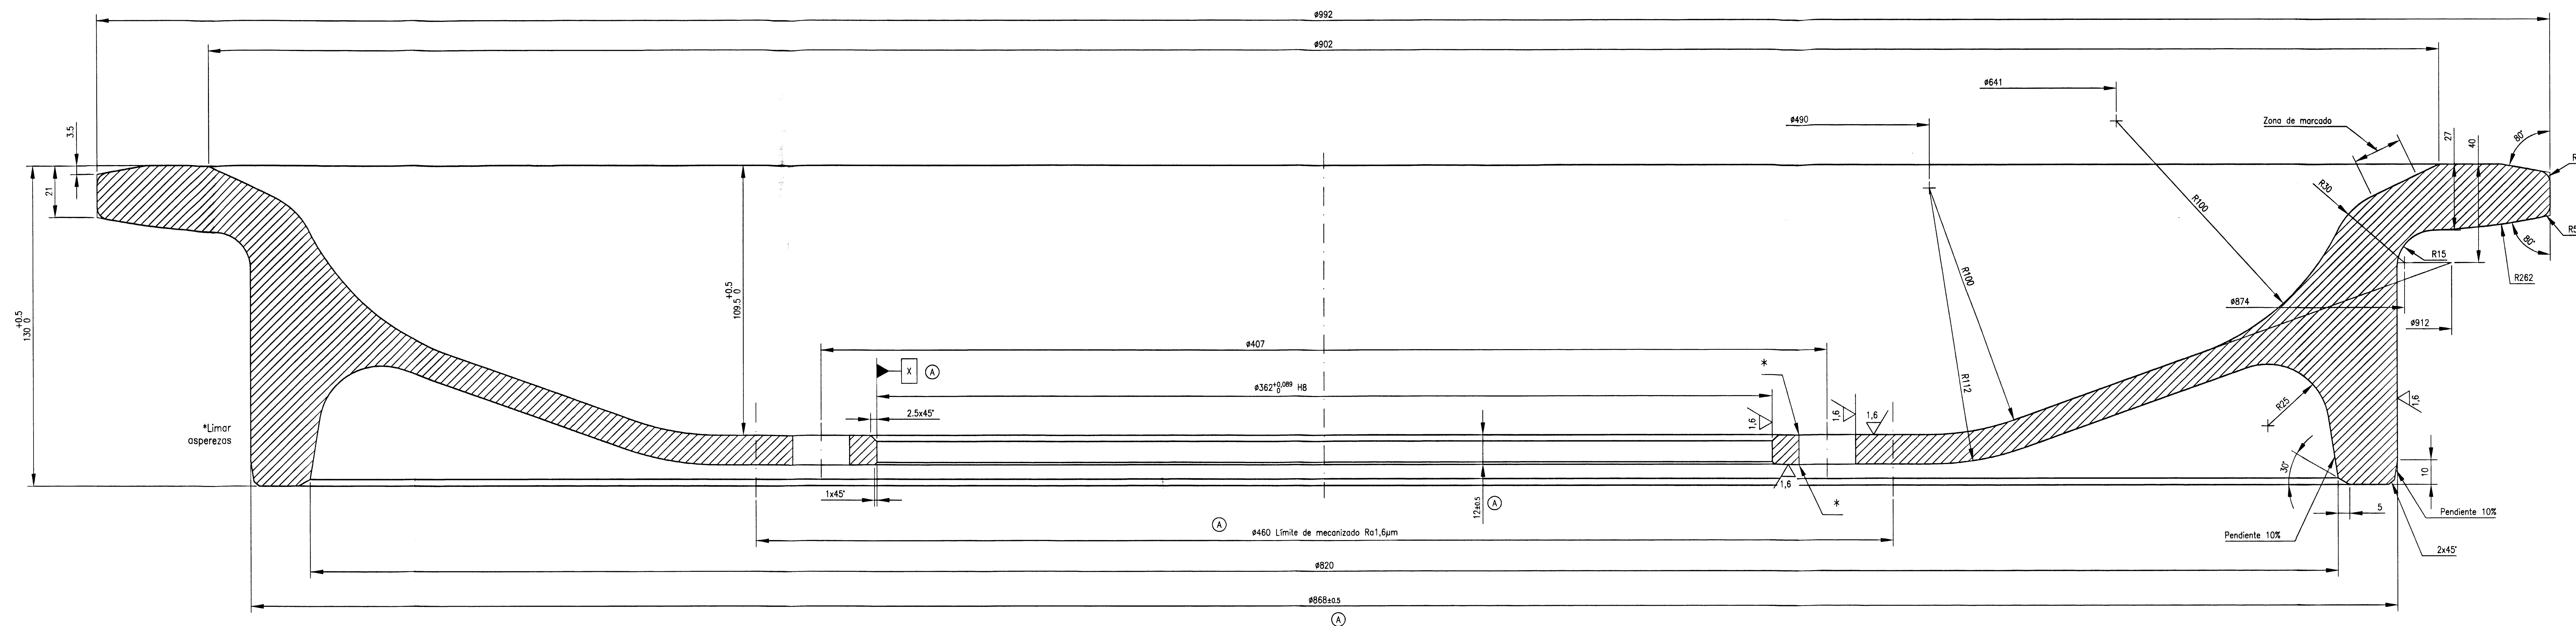 ø992
ø902
ø641
ø490
Zona de marcado
27
40
80°
R
3.5
21
R30
R100
R100
R15
80°
R5
R262
+0.5
130 0
+0.5
109.5 0
ø874
ø912
ø407
*
X
A
ø362+0,089 H8
0
R112
2.5x45°
1,6
1,6
1,6
1,6
R25
*Limar
asperezas
30°
10
1x45°
1,6
12±0.5
A
*
5
Pendiente 10%
A
ø460 Límite de mecanizado Ra1,6µm
Pendiente 10%
2x45°
ø820
ø868±0.5
A